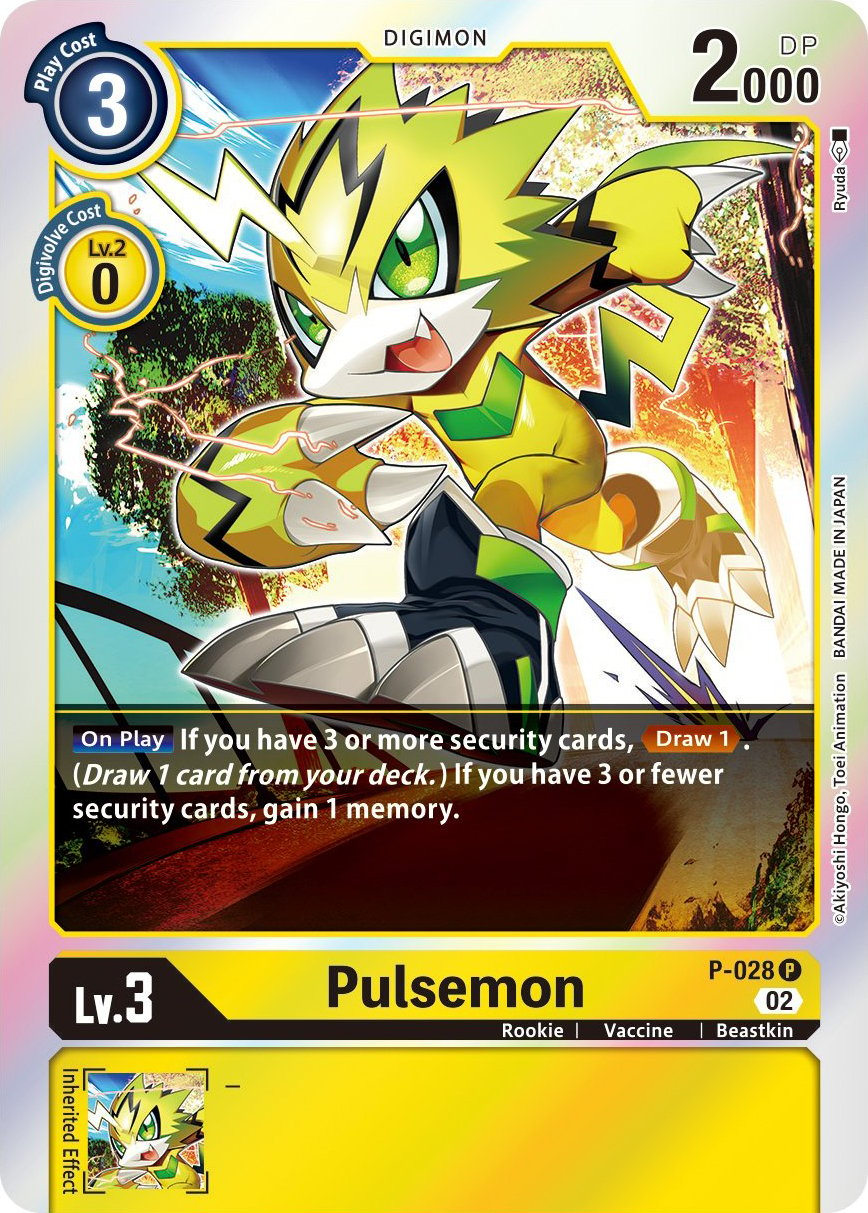 DIGIMON
Play Cost
3
DP
2000
Digivolve Cost
Lv.2
0
Ryuda
BANDAI MADE IN JAPAN
©Akiyoshi Hongo, Toei Animation
On Play If you have 3 or more security cards, Draw 1 .
(Draw 1 card from your deck.) If you have 3 or fewer
security cards, gain 1 memory.
Lv.3
Pulsemon
P-028 P
02
Rookie | Vaccine | Beastkin
Inherited Effect
–